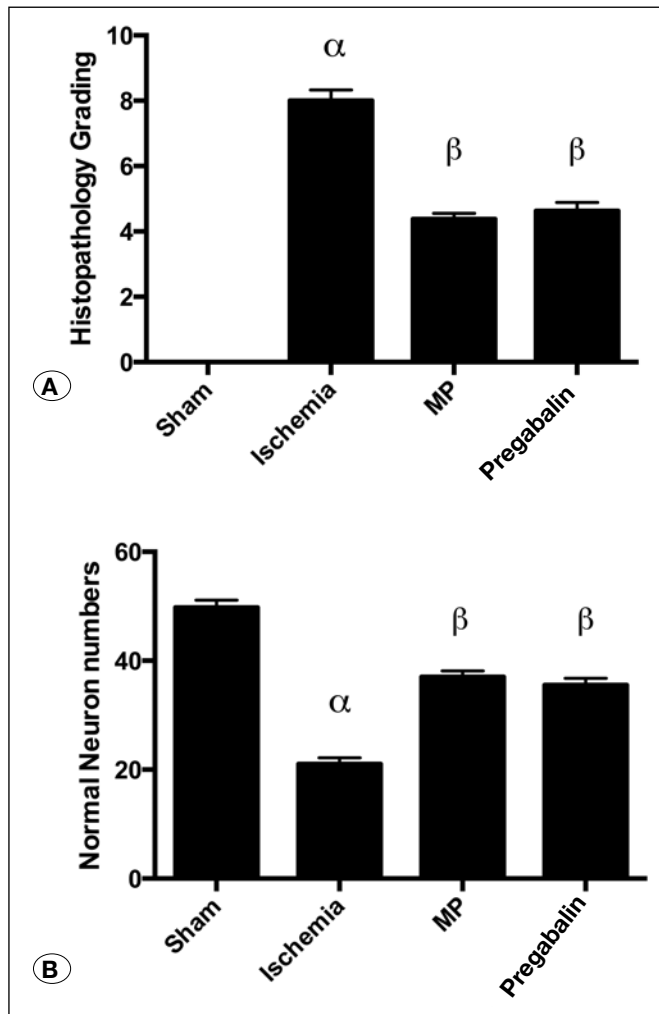 Histopathology Grading
10
8
6
4
2
0
α
β
β
Sham
Ischemia
MP
Pregabalin
A
Normal Neuron numbers
60
40
20
0
α
β
β
Sham
Ischemia
MP
Pregabalin
B